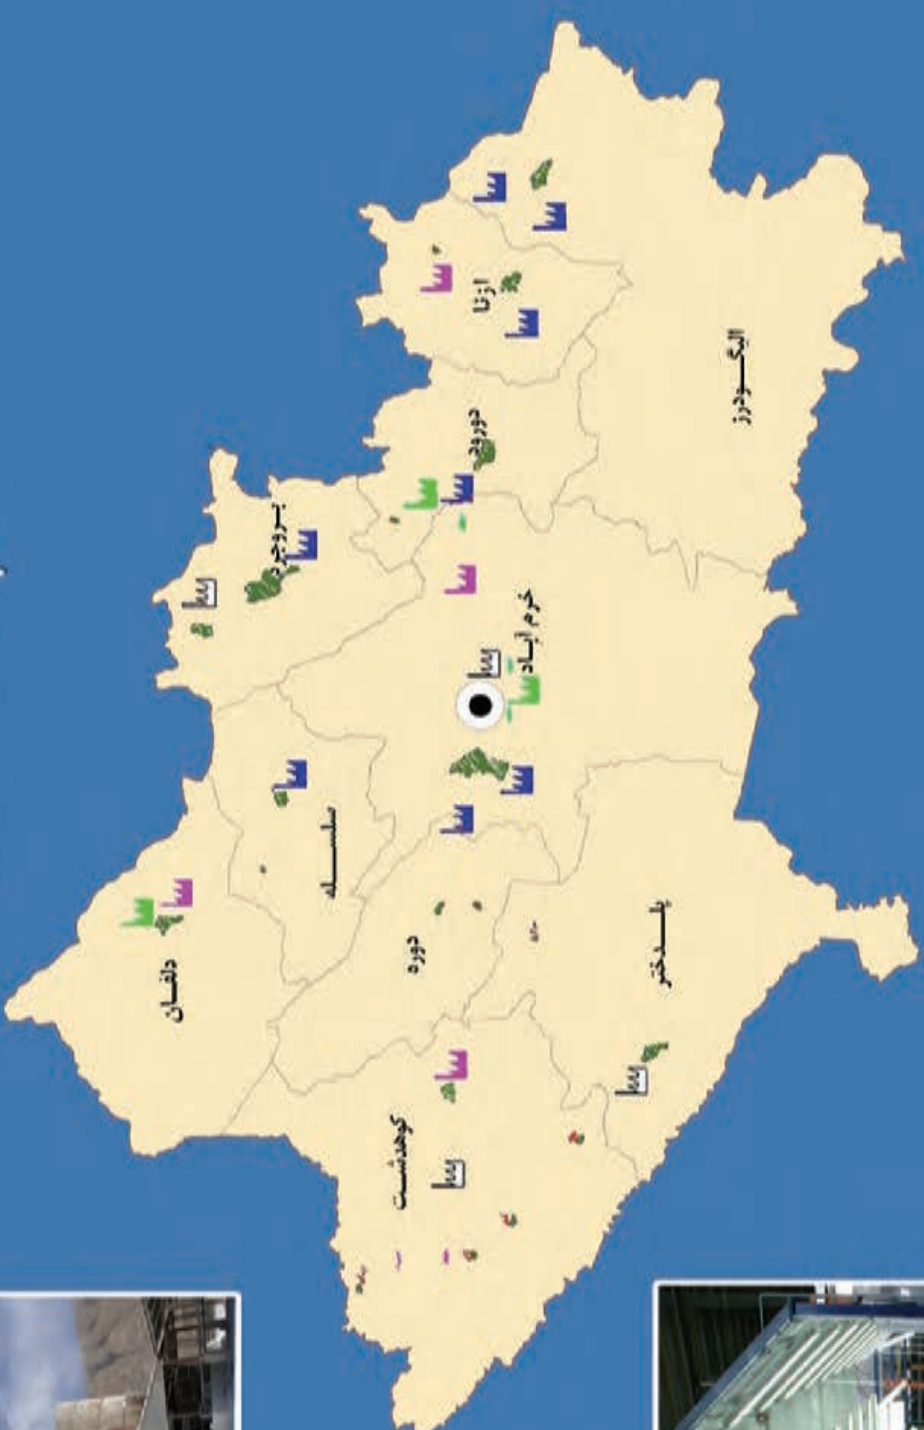 الیگودرز
ازنا
دورود
بروجرد
خرم آباد
سلسله
دلفان
دوره
پلدختر
کوهدشت